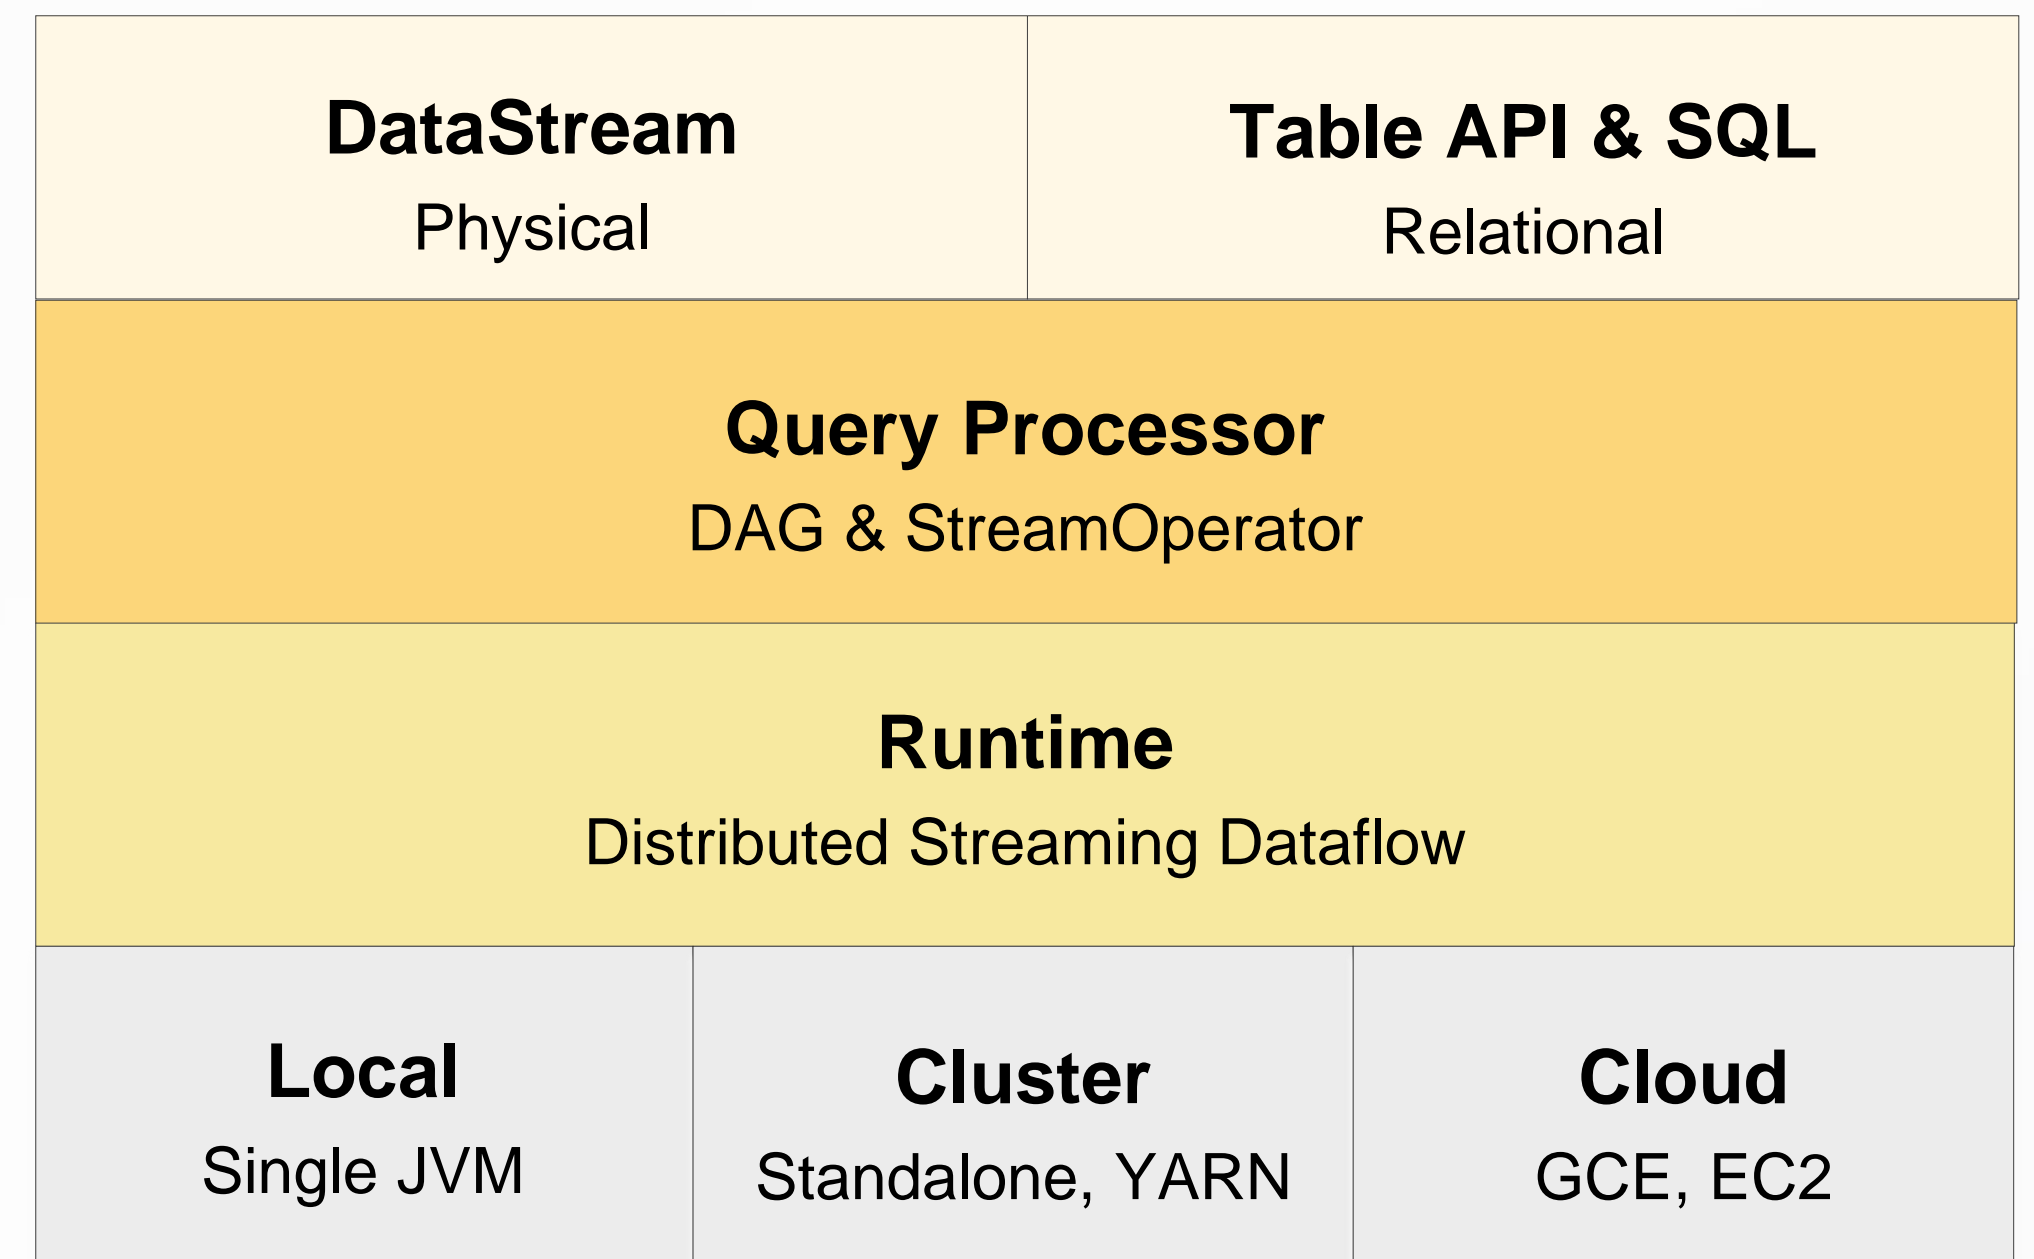 DataStream
Physical
Table API & SQL
Relational
Query Processor
DAG & StreamOperator
Runtime
Distributed Streaming Dataflow
Local
Single JVM
Cluster
Standalone, YARN
Cloud
GCE, EC2